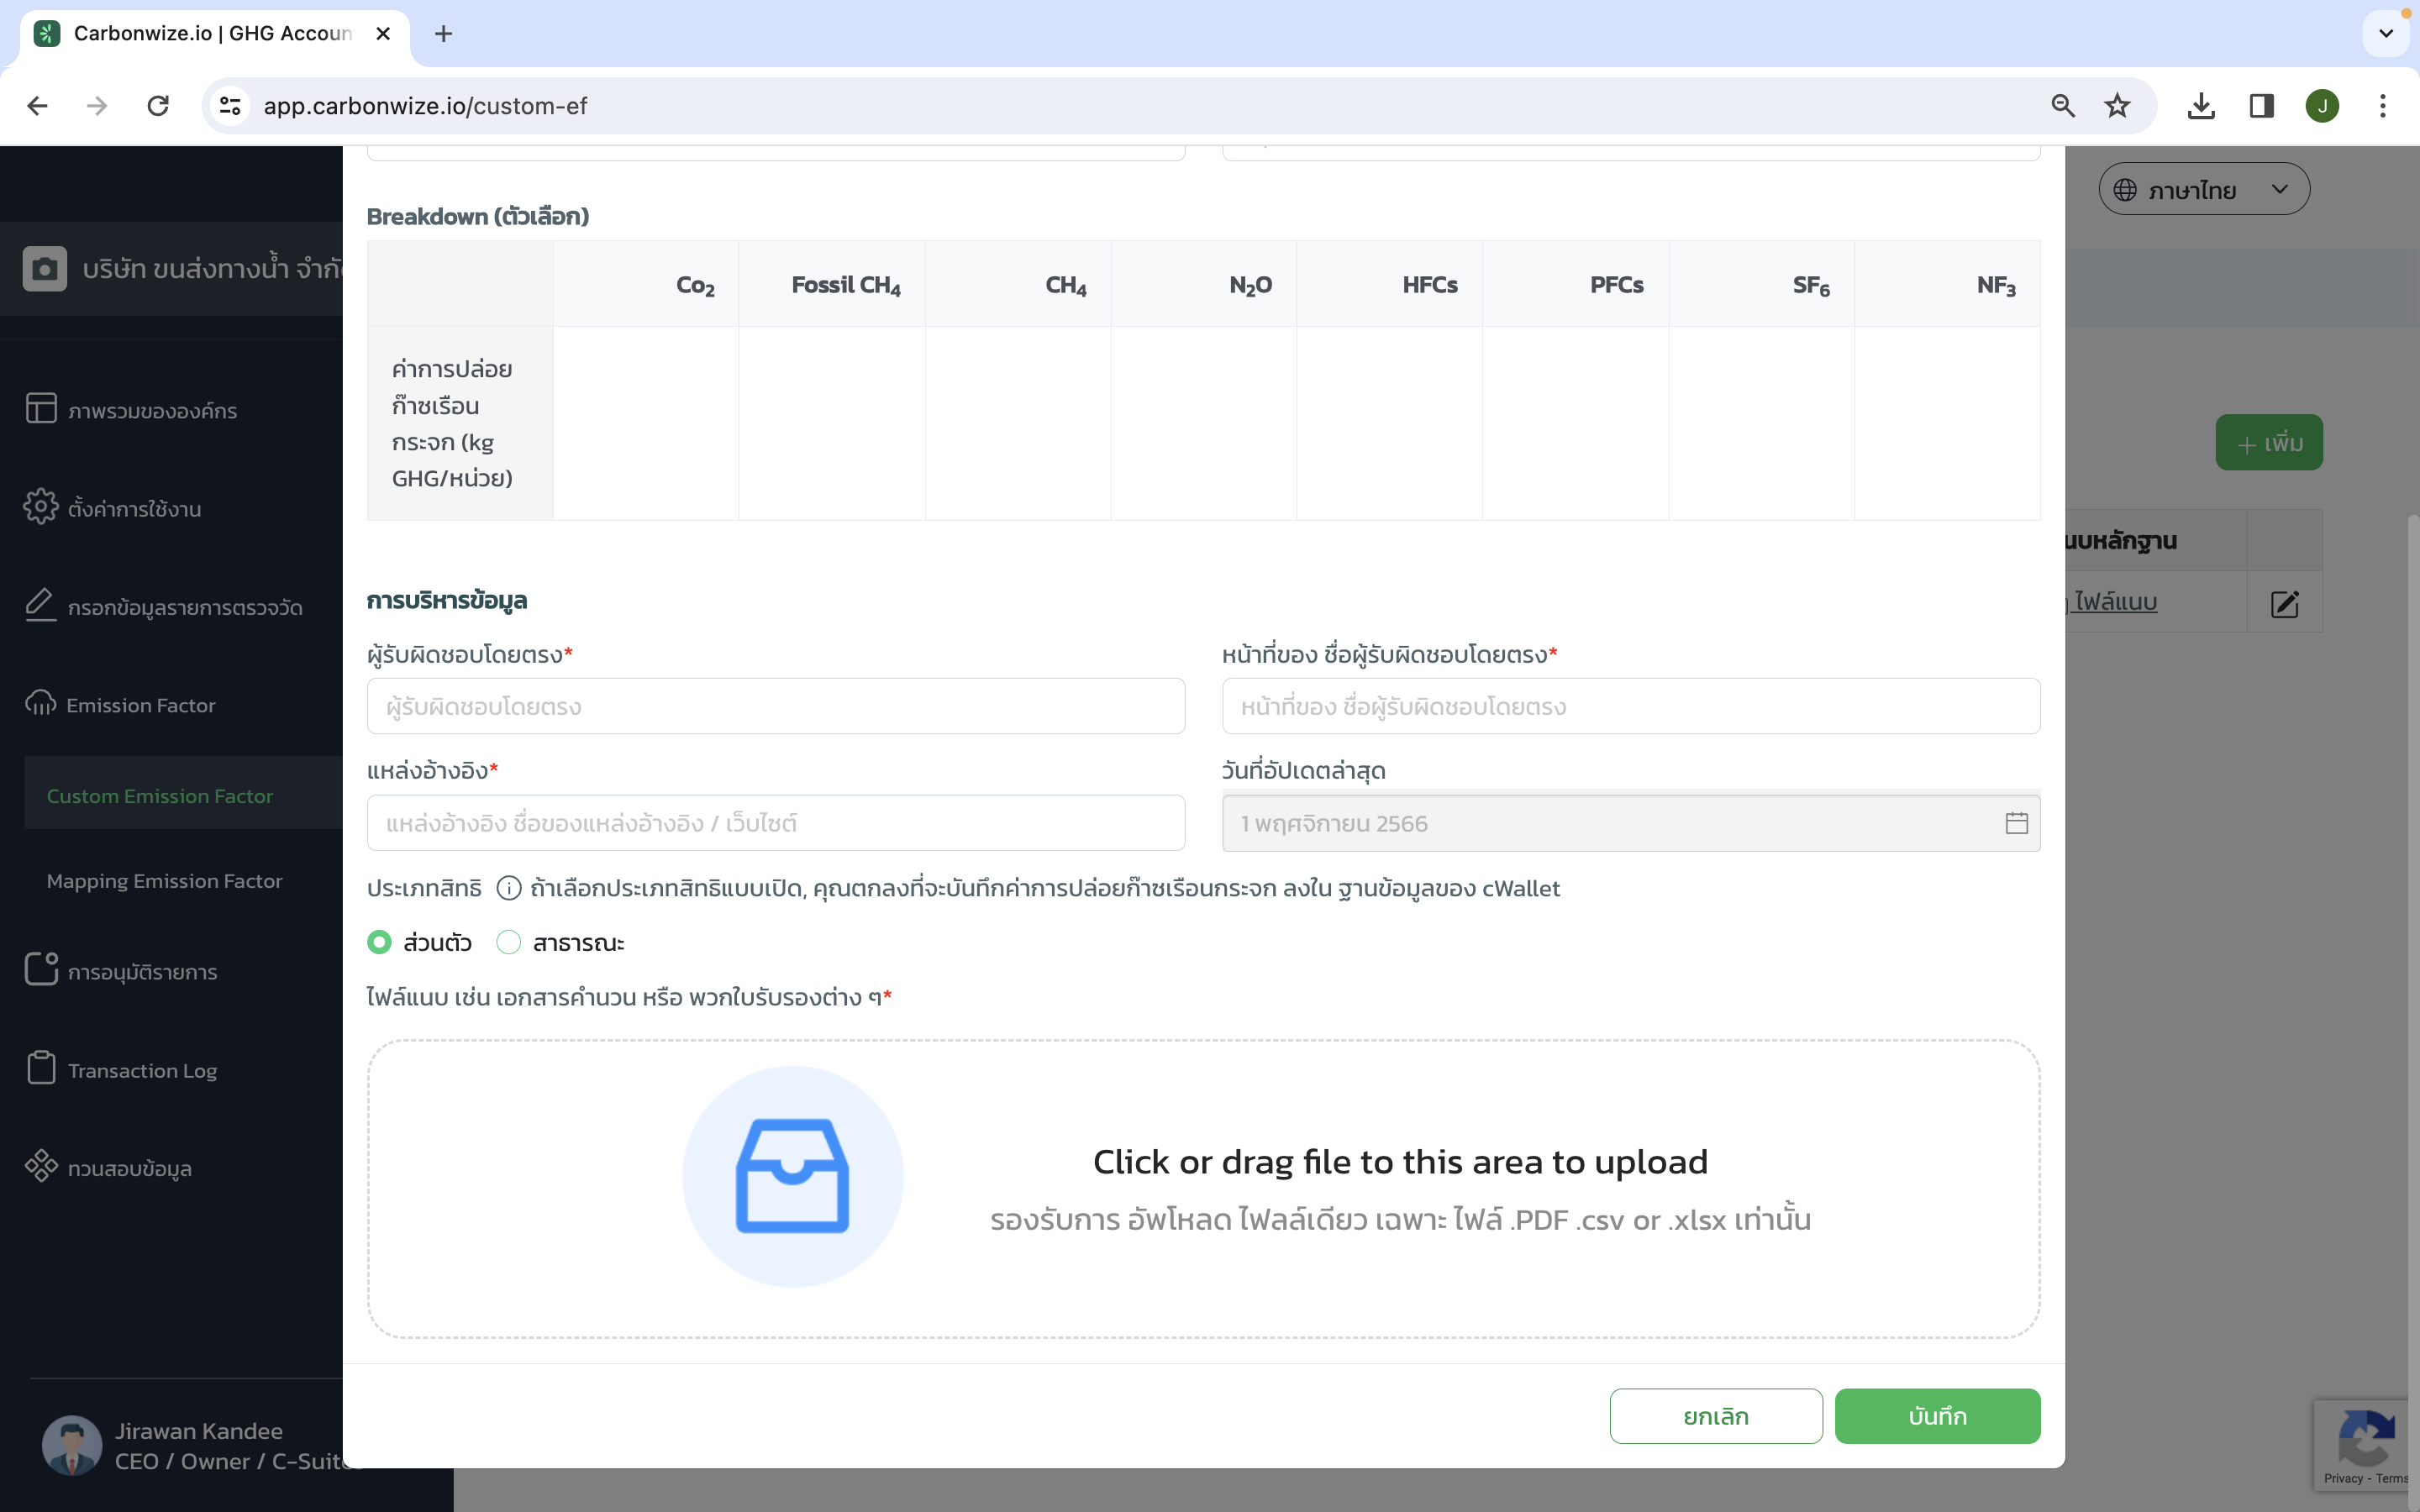 Carbonwize.io | GHG Accoun
app.carbonwize.io/custom-ef
J
ภาษาไทย
บริษัท ขนส่งทางน้ำ จำกั
ภาพรวมขององค์กร
ตั้งค่าการใช้งาน
กรอกข้อมูลรายการตรวจวัด
Emission Factor
Custom Emission Factor
Mapping Emission Factor
การอนุมัติรายการ
Transaction Log
ทวนสอบข้อมูล
Jirawan Kandee
CEO / Owner / C-Suit
Breakdown (ตัวเลือก)
Co₂ Fossil CH₄ CH₄ N₂O HFCs PFCs SF₆ NF₃
ค่าการปล่อย
ก๊าซเรือน
กระจก (kg
GHG/หน่วย)
การบริหารข้อมูล
ผู้รับผิดชอบโดยตรง* หน้าที่ของ ชื่อผู้รับผิดชอบโดยตรง*
ผู้รับผิดชอบโดยตรง หน้าที่ของ ชื่อผู้รับผิดชอบโดยตรง
แหล่งอ้างอิง* วันที่อัปเดตล่าสุด
แหล่งอ้างอิง ชื่อของแหล่งอ้างอิง / เว็บไซต์ 1 พฤศจิกายน 2566
ประเภทสิทธิ ถ้าเลือกประเภทสิทธิแบบเปิด, คุณตกลงที่จะบันทึกค่าการปล่อยก๊าซเรือนกระจก ลงใน ฐานข้อมูลของ cWallet
ส่วนตัว สาธารณะ
ไฟล์แนบ เช่น เอกสารคำนวน หรือ พวกใบรับรองต่าง ๆ*
Click or drag file to this area to upload
รองรับการ อัพโหลด ไฟลล์เดียว เฉพาะ ไฟล์ .PDF .csv or .xlsx เท่านั้น
ยกเลิก บันทึก
+ เพิ่ม
นบหลักฐาน
ไฟล์แนบ
Privacy - Terms